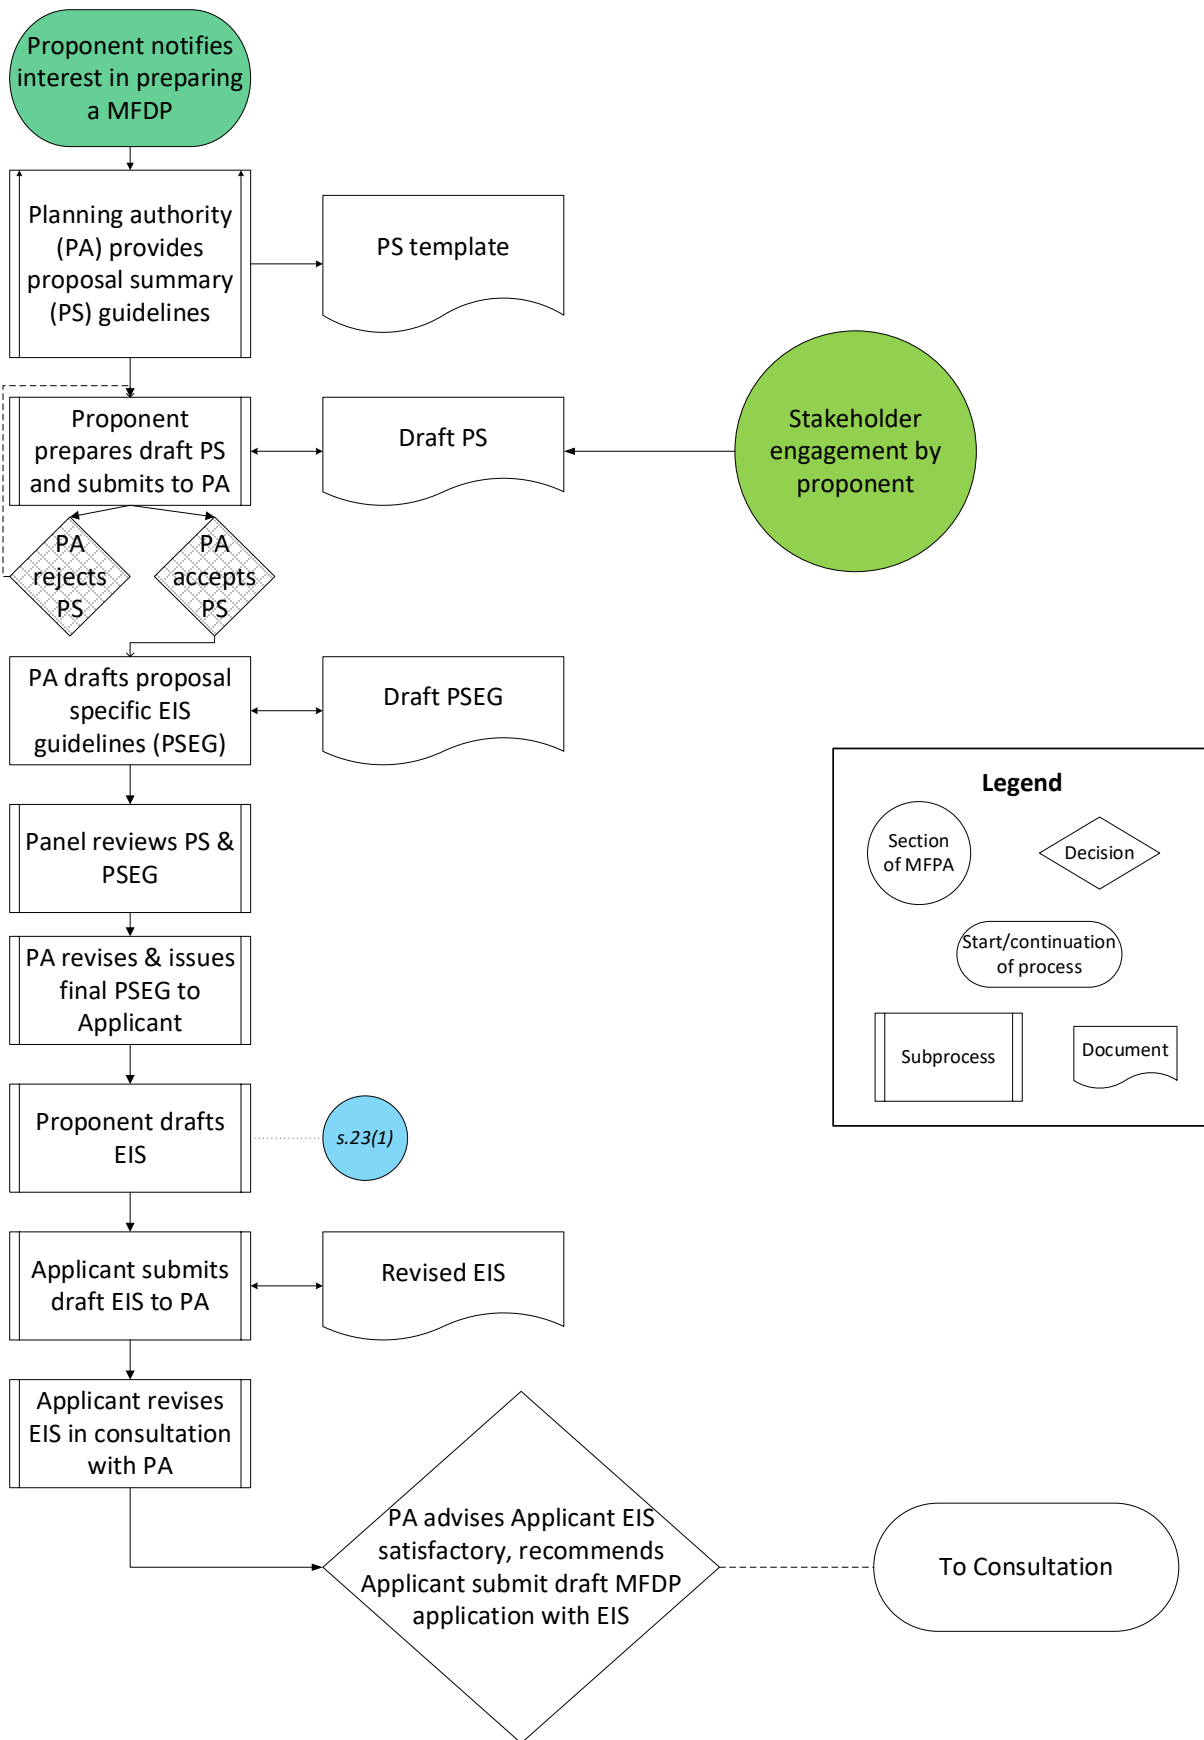 Proponent notifies
interest in preparing
a MFDP
Planning authority
(PA) provides
proposal summary
(PS) guidelines
PS template
Proponent
prepares draft PS
and submits to PA
Draft PS
Stakeholder
engagement by
proponent
PA
rejects
PS
PA
accepts
PS
PA drafts proposal
specific EIS
guidelines (PSEG)
Draft PSEG
Legend
Section
of MFPA
Decision
Start/continuation
of process
Subprocess
Document
Panel reviews PS &
PSEG
PA revises & issues
final PSEG to
Applicant
Proponent drafts
EIS
s.23(1)
Applicant submits
draft EIS to PA
Revised EIS
Applicant revises
EIS in consultation
with PA
PA advises Applicant EIS
satisfactory, recommends
Applicant submit draft MFDP
application with EIS
To Consultation